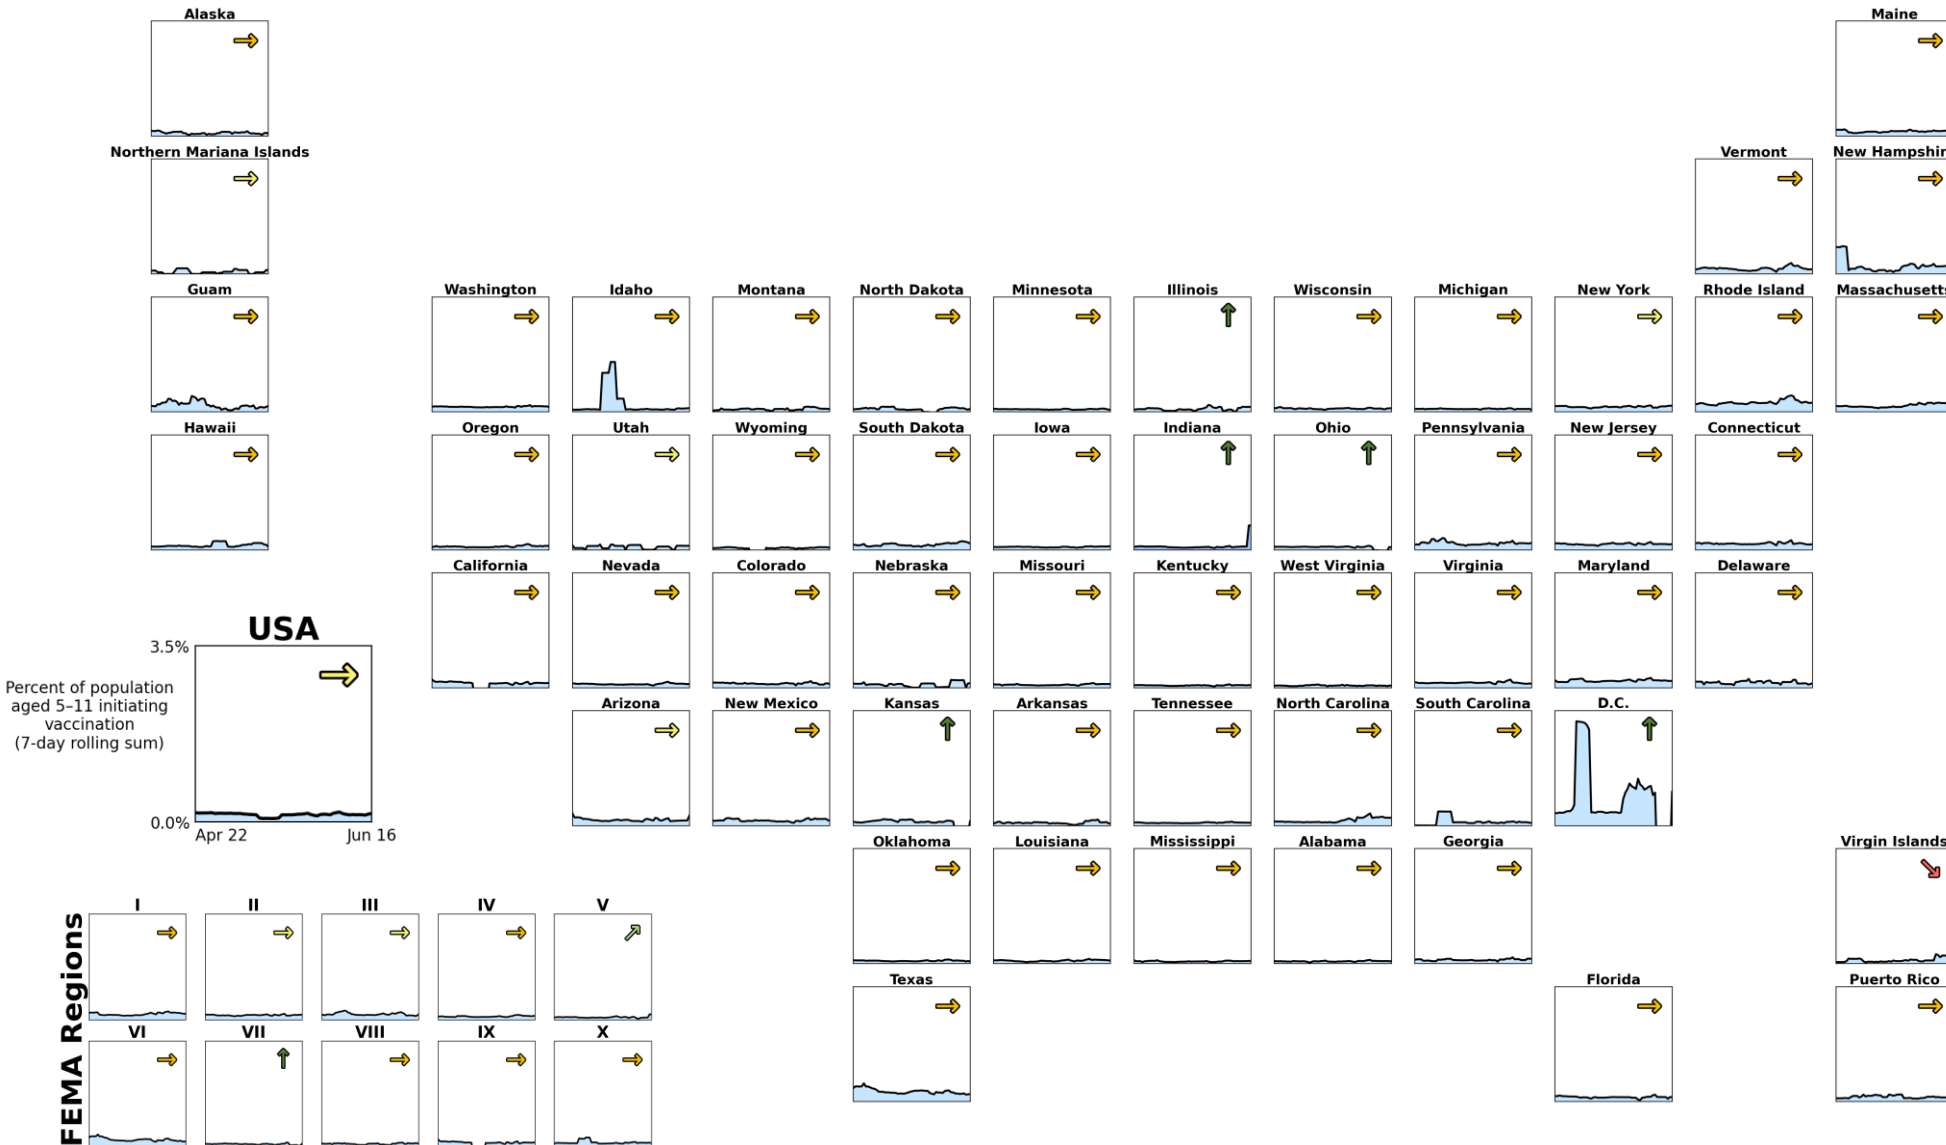 Alaska
Maine
Northern Mariana Islands
Vermont
New Hampshir
Guam
Washington
Idaho
Montana
North Dakota
Minnesota
Illinois
Wisconsin
Michigan
New York
Rhode Island
Massachusetts
Hawaii
Oregon
Utah
Wyoming
South Dakota
Iowa
Indiana
Ohio
Pennsylvania
New Jersey
Connecticut
California
Nevada
Colorado
Nebraska
Missouri
Kentucky
West Virginia
Virginia
Maryland
Delaware
USA
3.5%
Percent of population
aged 5–11 initiating
vaccination
(7-day rolling sum)
0.0%
Apr 22
Jun 16
Arizona
New Mexico
Kansas
Arkansas
Tennessee
North Carolina
South Carolina
D.C.
Oklahoma
Louisiana
Mississippi
Alabama
Georgia
Virgin Islands
Texas
Florida
Puerto Rico
FEMA Regions
I
II
III
IV
V
VI
VII
VIII
IX
X